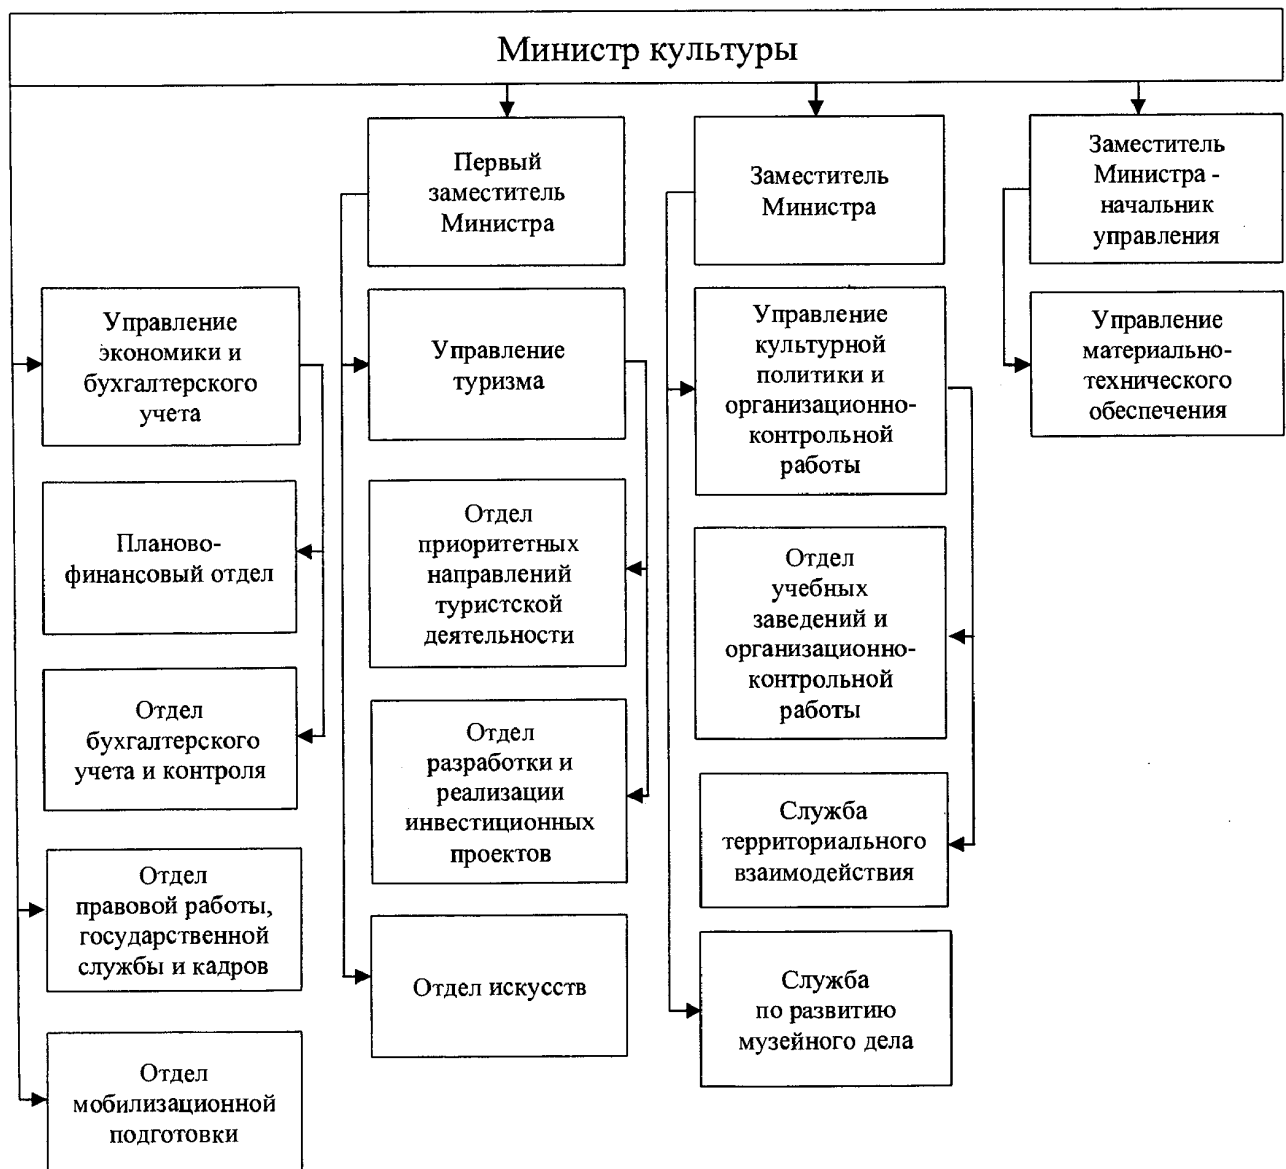 Министр культуры
Первый
заместитель
Министра
Заместитель
Министра
Заместитель
Министра -
начальник
управления
Управление
экономики и
бухгалтерского
учета
Управление
туризма
Управление
культурной
политики и
организационно-
контрольной
работы
Управление
материально-
технического
обеспечения
Планово-
финансовый отдел
Отдел
приоритетных
направлений
туристской
деятельности
Отдел
учебных
заведений и
организационно-
контрольной
работы
Отдел
бухгалтерского
учета и контроля
Отдел
разработки и
реализации
инвестиционных
проектов
Служба
территориального
взаимодействия
Отдел
правовой работы,
государственной
службы и кадров
Отдел искусств
Служба
по развитию
музейного дела
Отдел
мобилизационной
подготовки